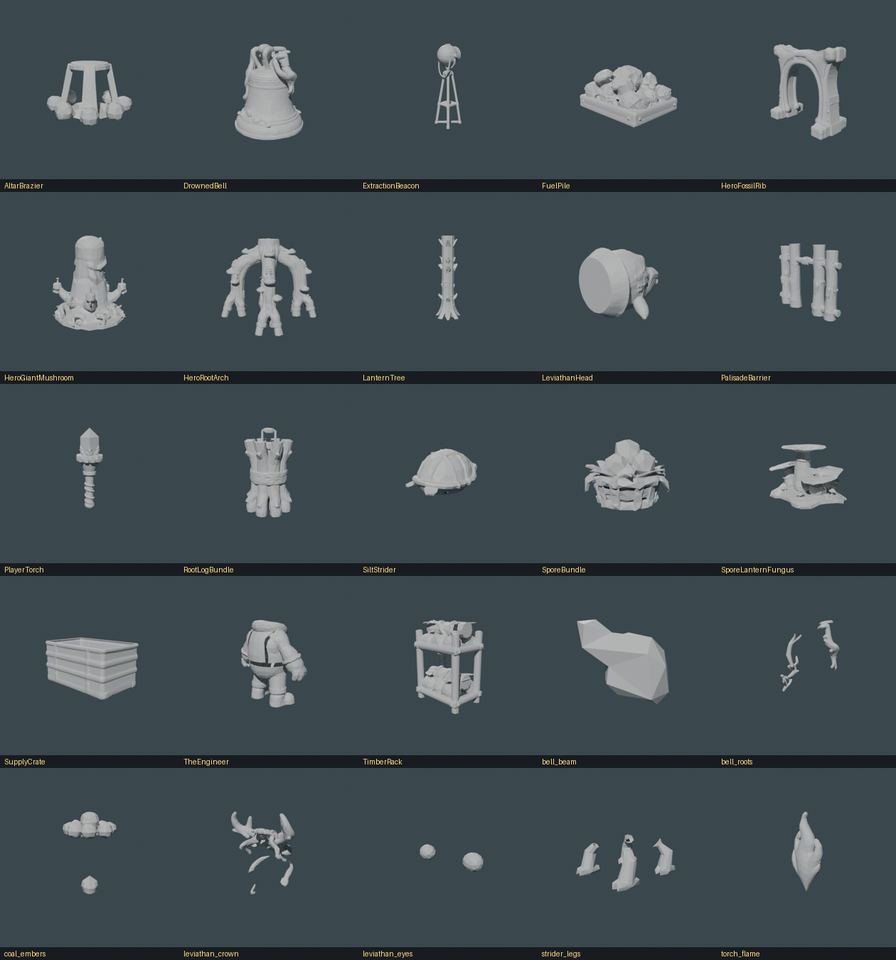 AltarBrazier
DrownedBell
ExtractionBeacon
FuelPile
HeroFossilRib
HeroGiantMushroom
HeroRootArch
LanternTree
LeviathanHead
PalisadeBarrier
PlayerTorch
RootLogBundle
SiltStrider
SporeBundle
SporeLanternFungus
SupplyCrate
TheEngineer
TimberRack
bell_beam
bell_roots
coal_embers
leviathan_crown
leviathan_eyes
strider_legs
torch_flame